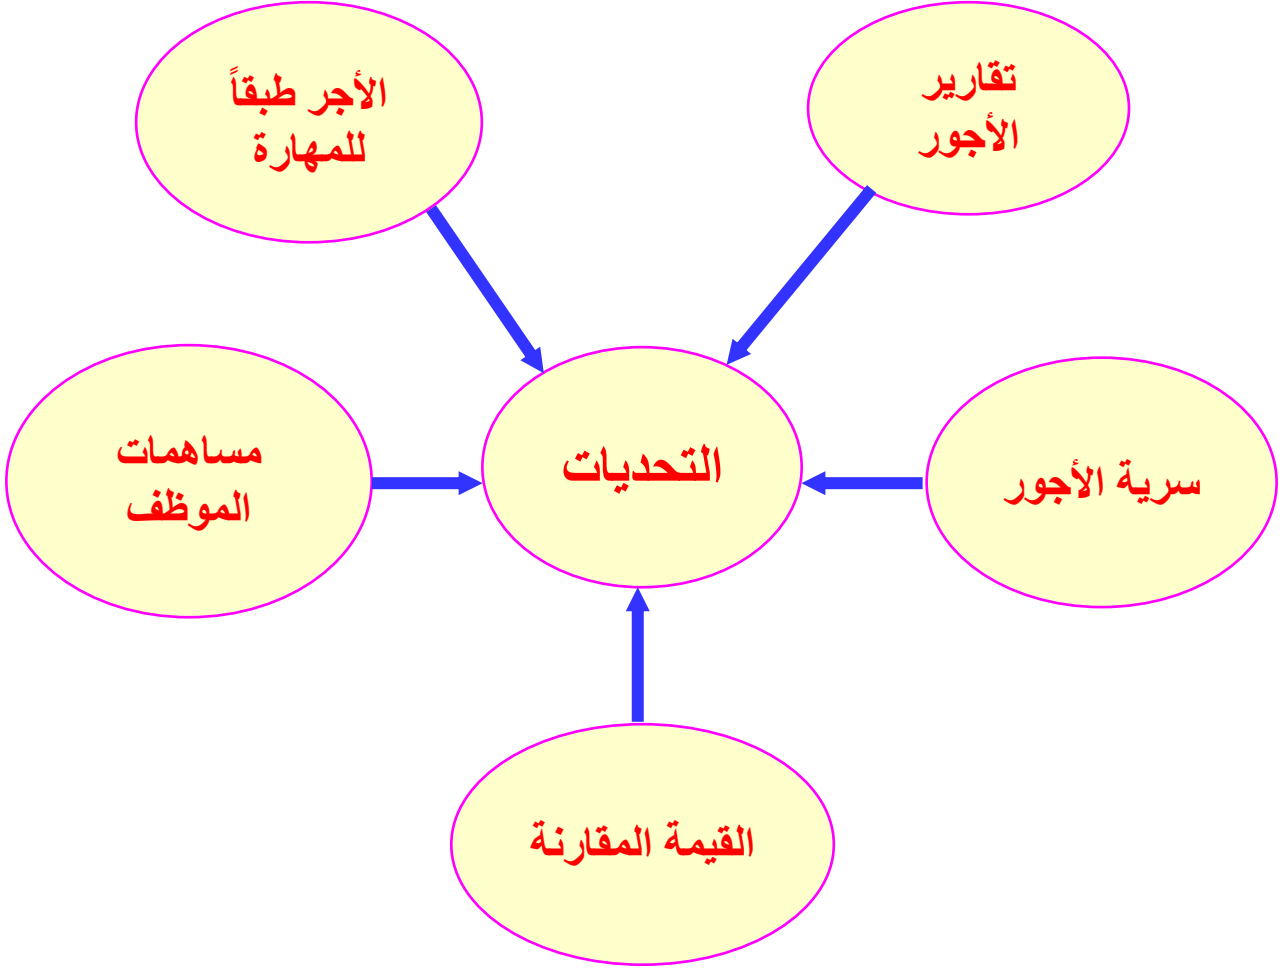 تقارير
الأجور
الأجر طبقاً
للمهارة
سرية الأجور
التحديات
مساهمات
الموظف
القيمة المقارنة